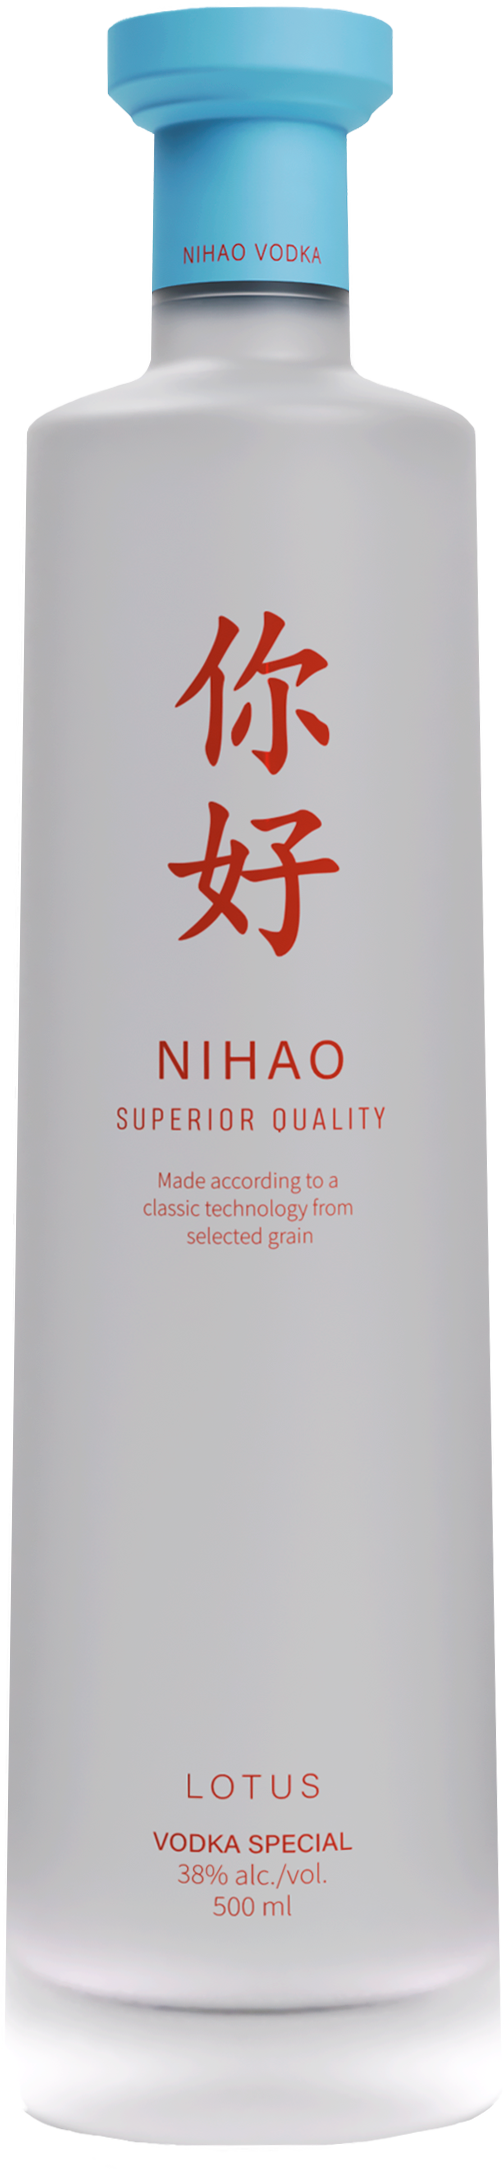 NIHAO VODKA
你
好
NIHAO
SUPERIOR QUALITY
Made according to a
classic technology from
selected grain
LOTUS
VODKA SPECIAL
38% alc./vol.
500 ml